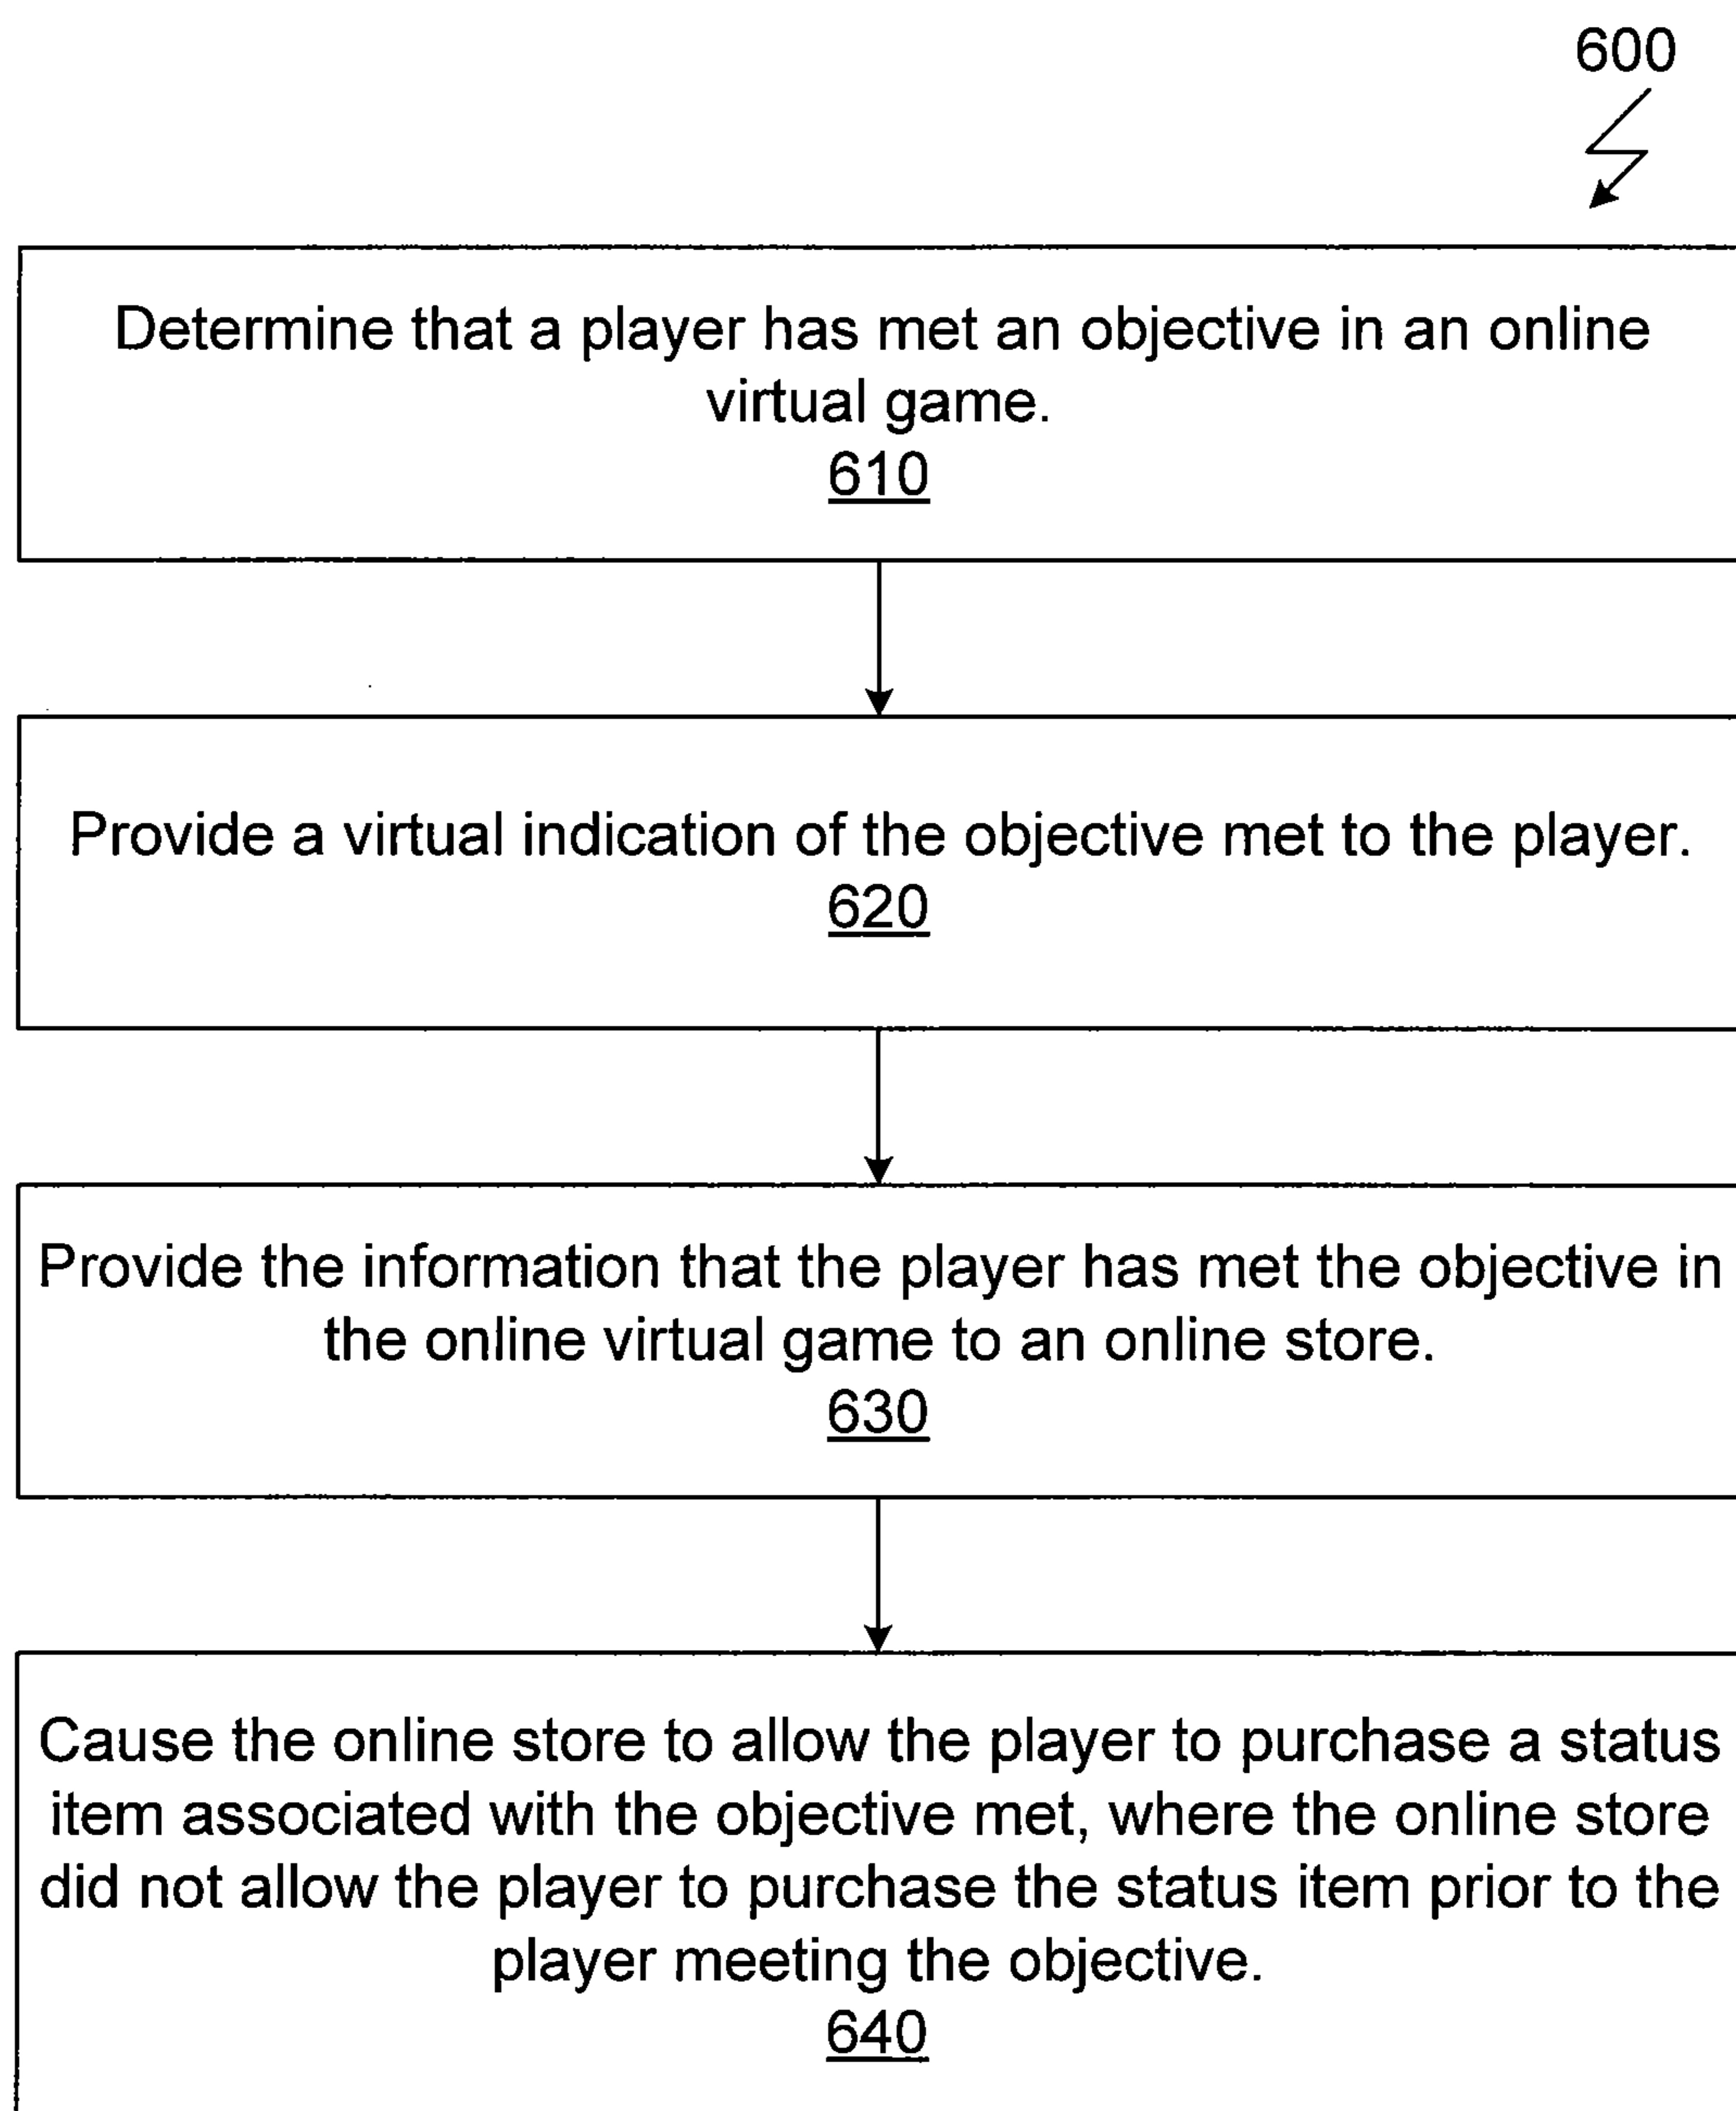 600
Determine that a player has met an objective in an online
virtual game.
610
Provide a virtual indication of the objective met to the player.
620
Provide the information that the player has met the objective in
the online virtual game to an online store.
630
Cause the online store to allow the player to purchase a status
item associated with the objective met, where the online store
did not allow the player to purchase the status item prior to the
player meeting the objective.
640